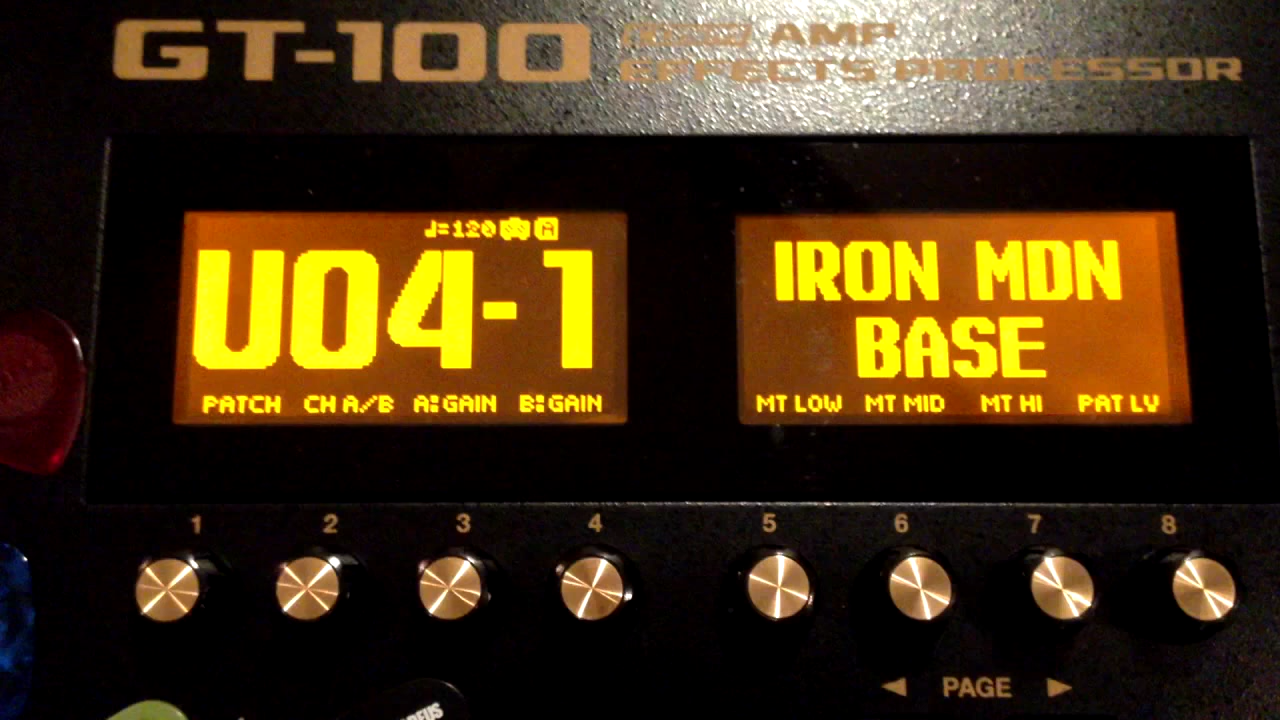 GT-100 COSM AMP
EFFECTS PROCESSOR
♩=120 A
U04-1
PATCH CH A/B A:GAIN B:GAIN
IRON MDN
BASE
MT LOW MT MID MT HI PAT LV
1 2 3 4 5 6 7 8
◀ PAGE ▶